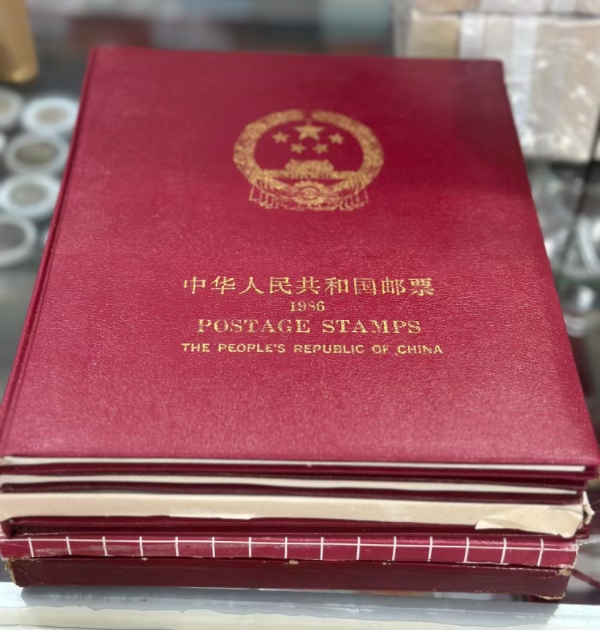 中华人民共和国邮票
1986
POSTAGE STAMPS
THE PEOPLE'S REPUBLIC OF CHINA